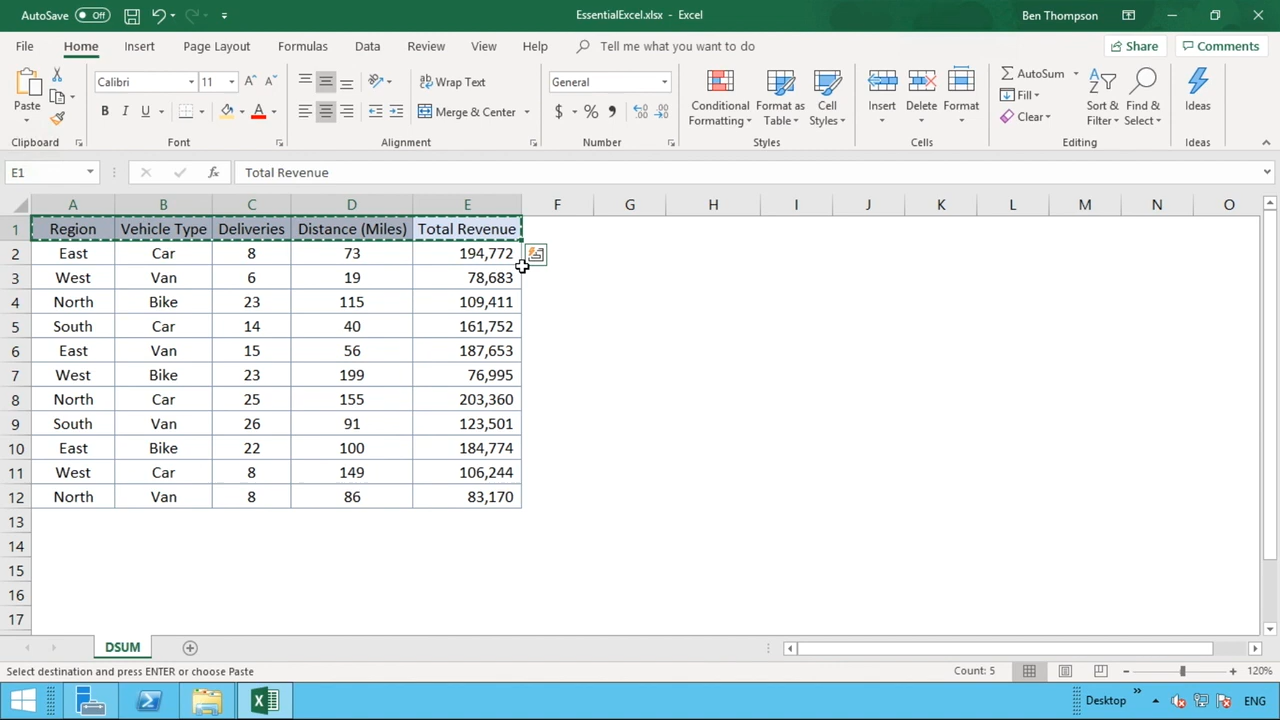 AutoSave Off EssentialExcel.xlsx - Excel Ben Thompson
File Home Insert Page Layout Formulas Data Review View Help Tell me what you want to do Share Comments
Paste Calibri 11 Wrap Text General Conditional Formatting Format as Table Cell Styles Insert Delete Format AutoSum Sort & Filter Find & Select Ideas
B I U Merge & Center $ % Fill Clear
Clipboard Font Alignment Number Styles Cells Editing Ideas
E1 fx Total Revenue
A B C D E F G H I J K L M N O
1 Region Vehicle Type Deliveries Distance (Miles) Total Revenue
2 East Car 8 73 194,772
3 West Van 6 19 78,683
4 North Bike 23 115 109,411
5 South Car 14 40 161,752
6 East Van 15 56 187,653
7 West Bike 23 199 76,995
8 North Car 25 155 203,360
9 South Van 26 91 123,501
10 East Bike 22 100 184,774
11 West Car 8 149 106,244
12 North Van 8 86 83,170
13
14
15
16
17
DSUM
Select destination and press ENTER or choose Paste Count: 5 120%
Desktop ENG